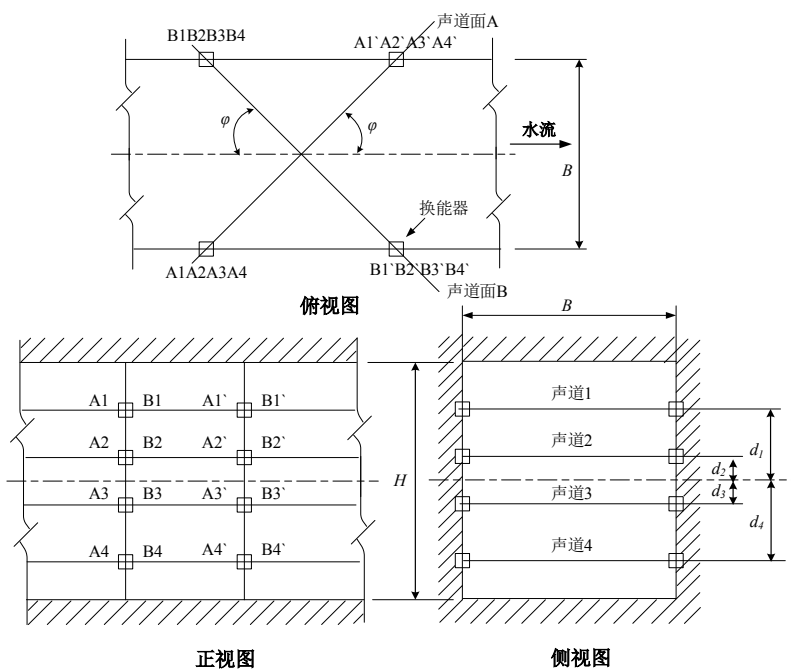 声道面A
B1B2B3B4
A1`A2`A3`A4`
φ
φ
水流
B
换能器
A1A2A3A4
B1`B2`B3`B4`
声道面B
俯视图
B
A1 B1 A1` B1`
A2 B2 A2` B2`
A3 B3 A3` B3`
A4 B4 A4` B4`
H
声道1
声道2
声道3
声道4
d1
d2
d3
d4
正视图
侧视图